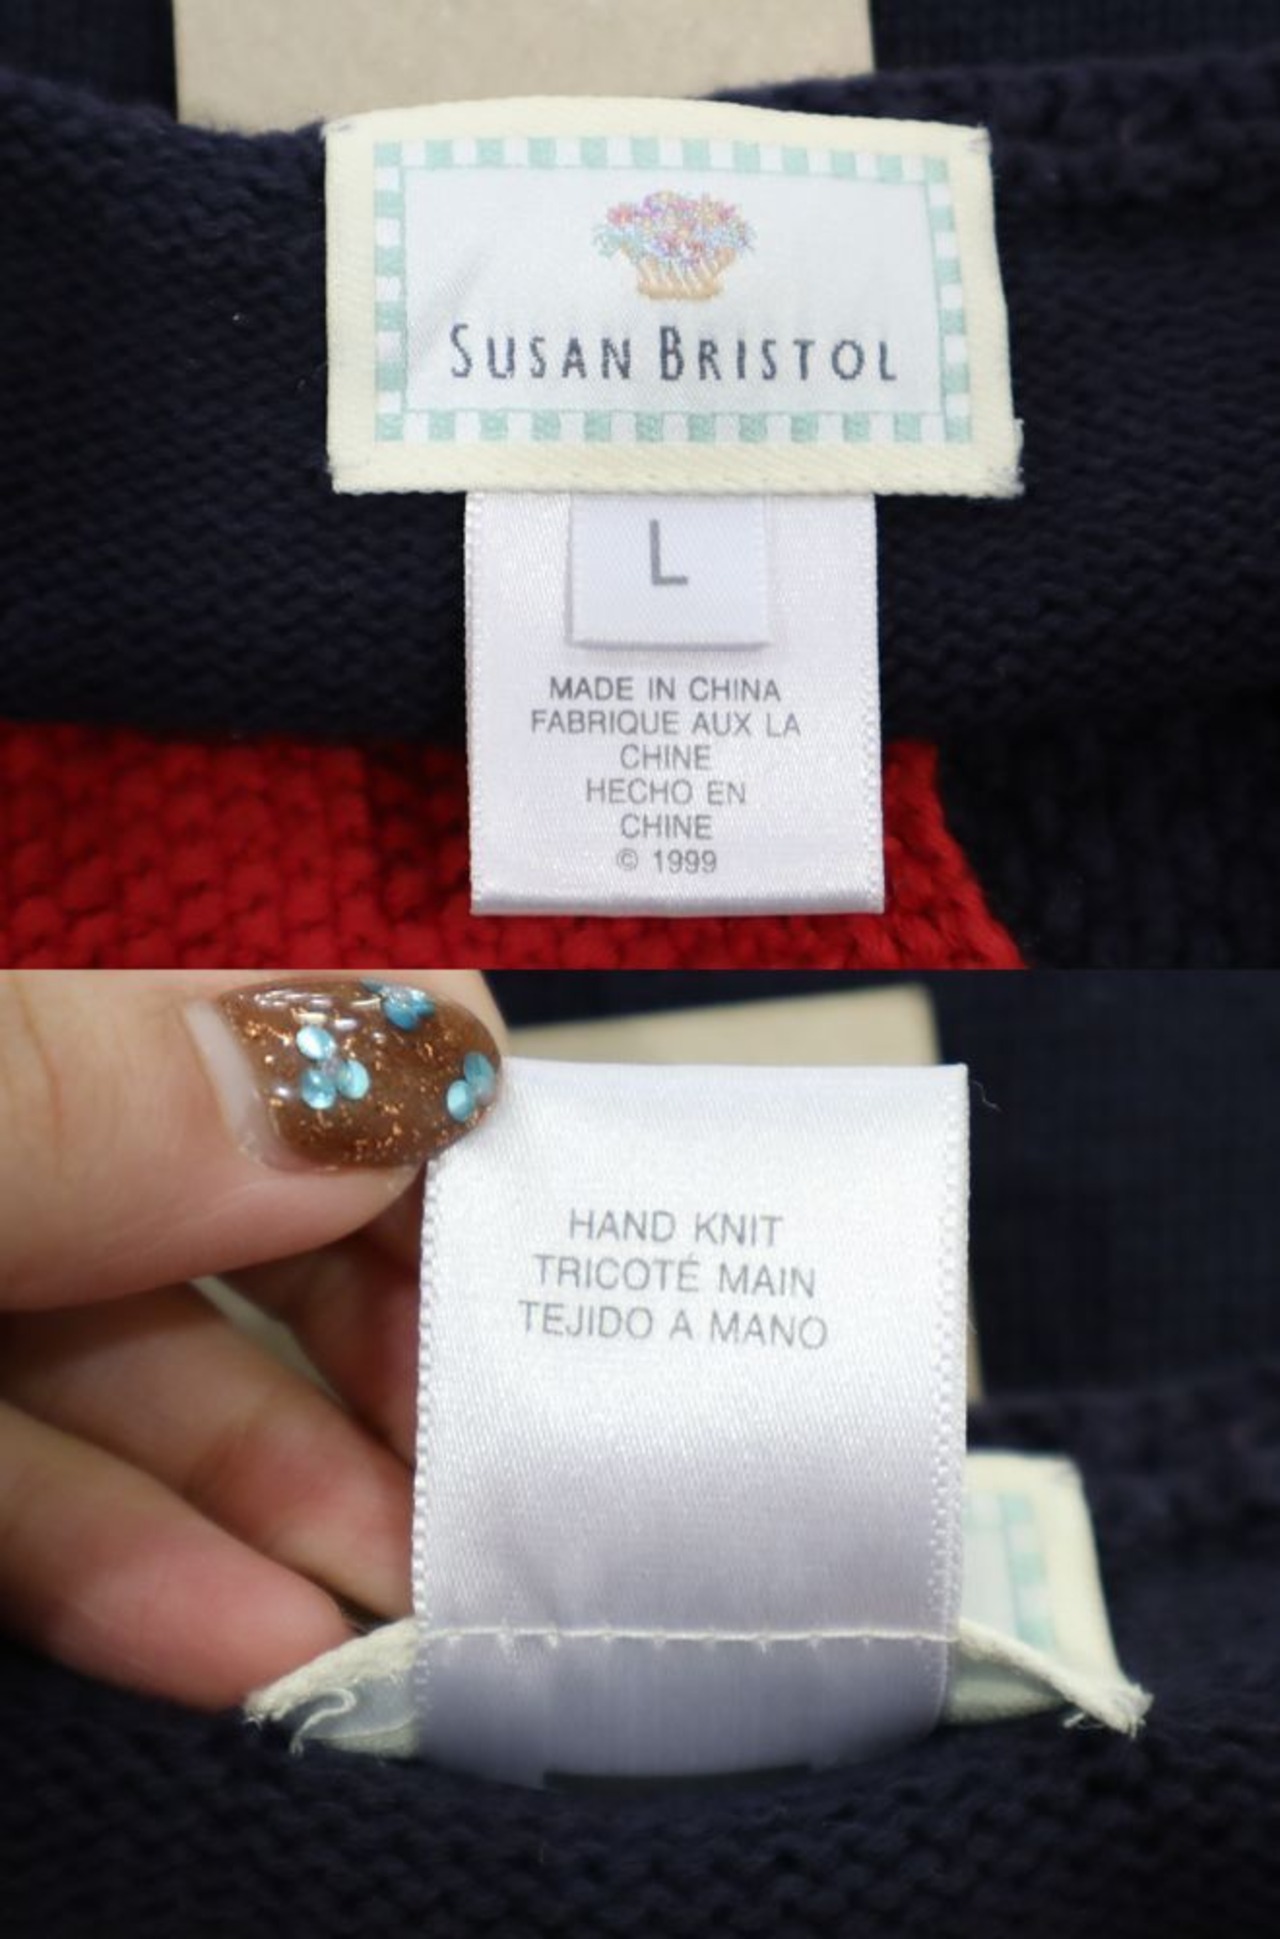 SUSAN BRISTOL
L
MADE IN CHINA
FABRIQUE AUX LA
CHINE
HECHO EN
CHINE
© 1999
HAND KNIT
TRICOTÉ MAIN
TEJIDO A MANO